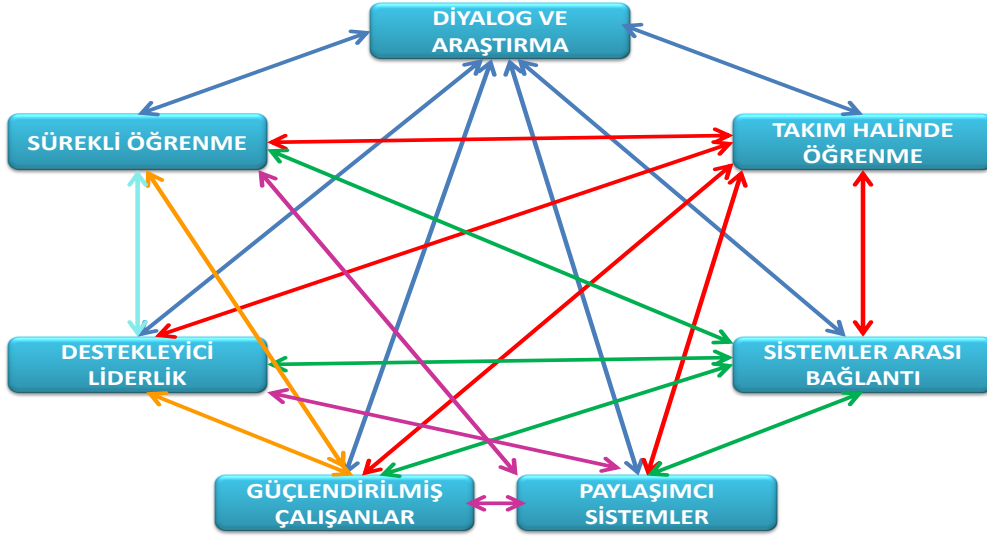 DİYALOG VE
ARAŞTIRMA
SÜREKLİ ÖĞRENME
TAKIM HALİNDE
ÖĞRENME
DESTEKLEYİCİ
LİDERLİK
SİSTEMLER ARASI
BAĞLANTI
GÜÇLENDİRİLMİŞ
ÇALIŞANLAR
PAYLAŞIMCI
SİSTEMLER